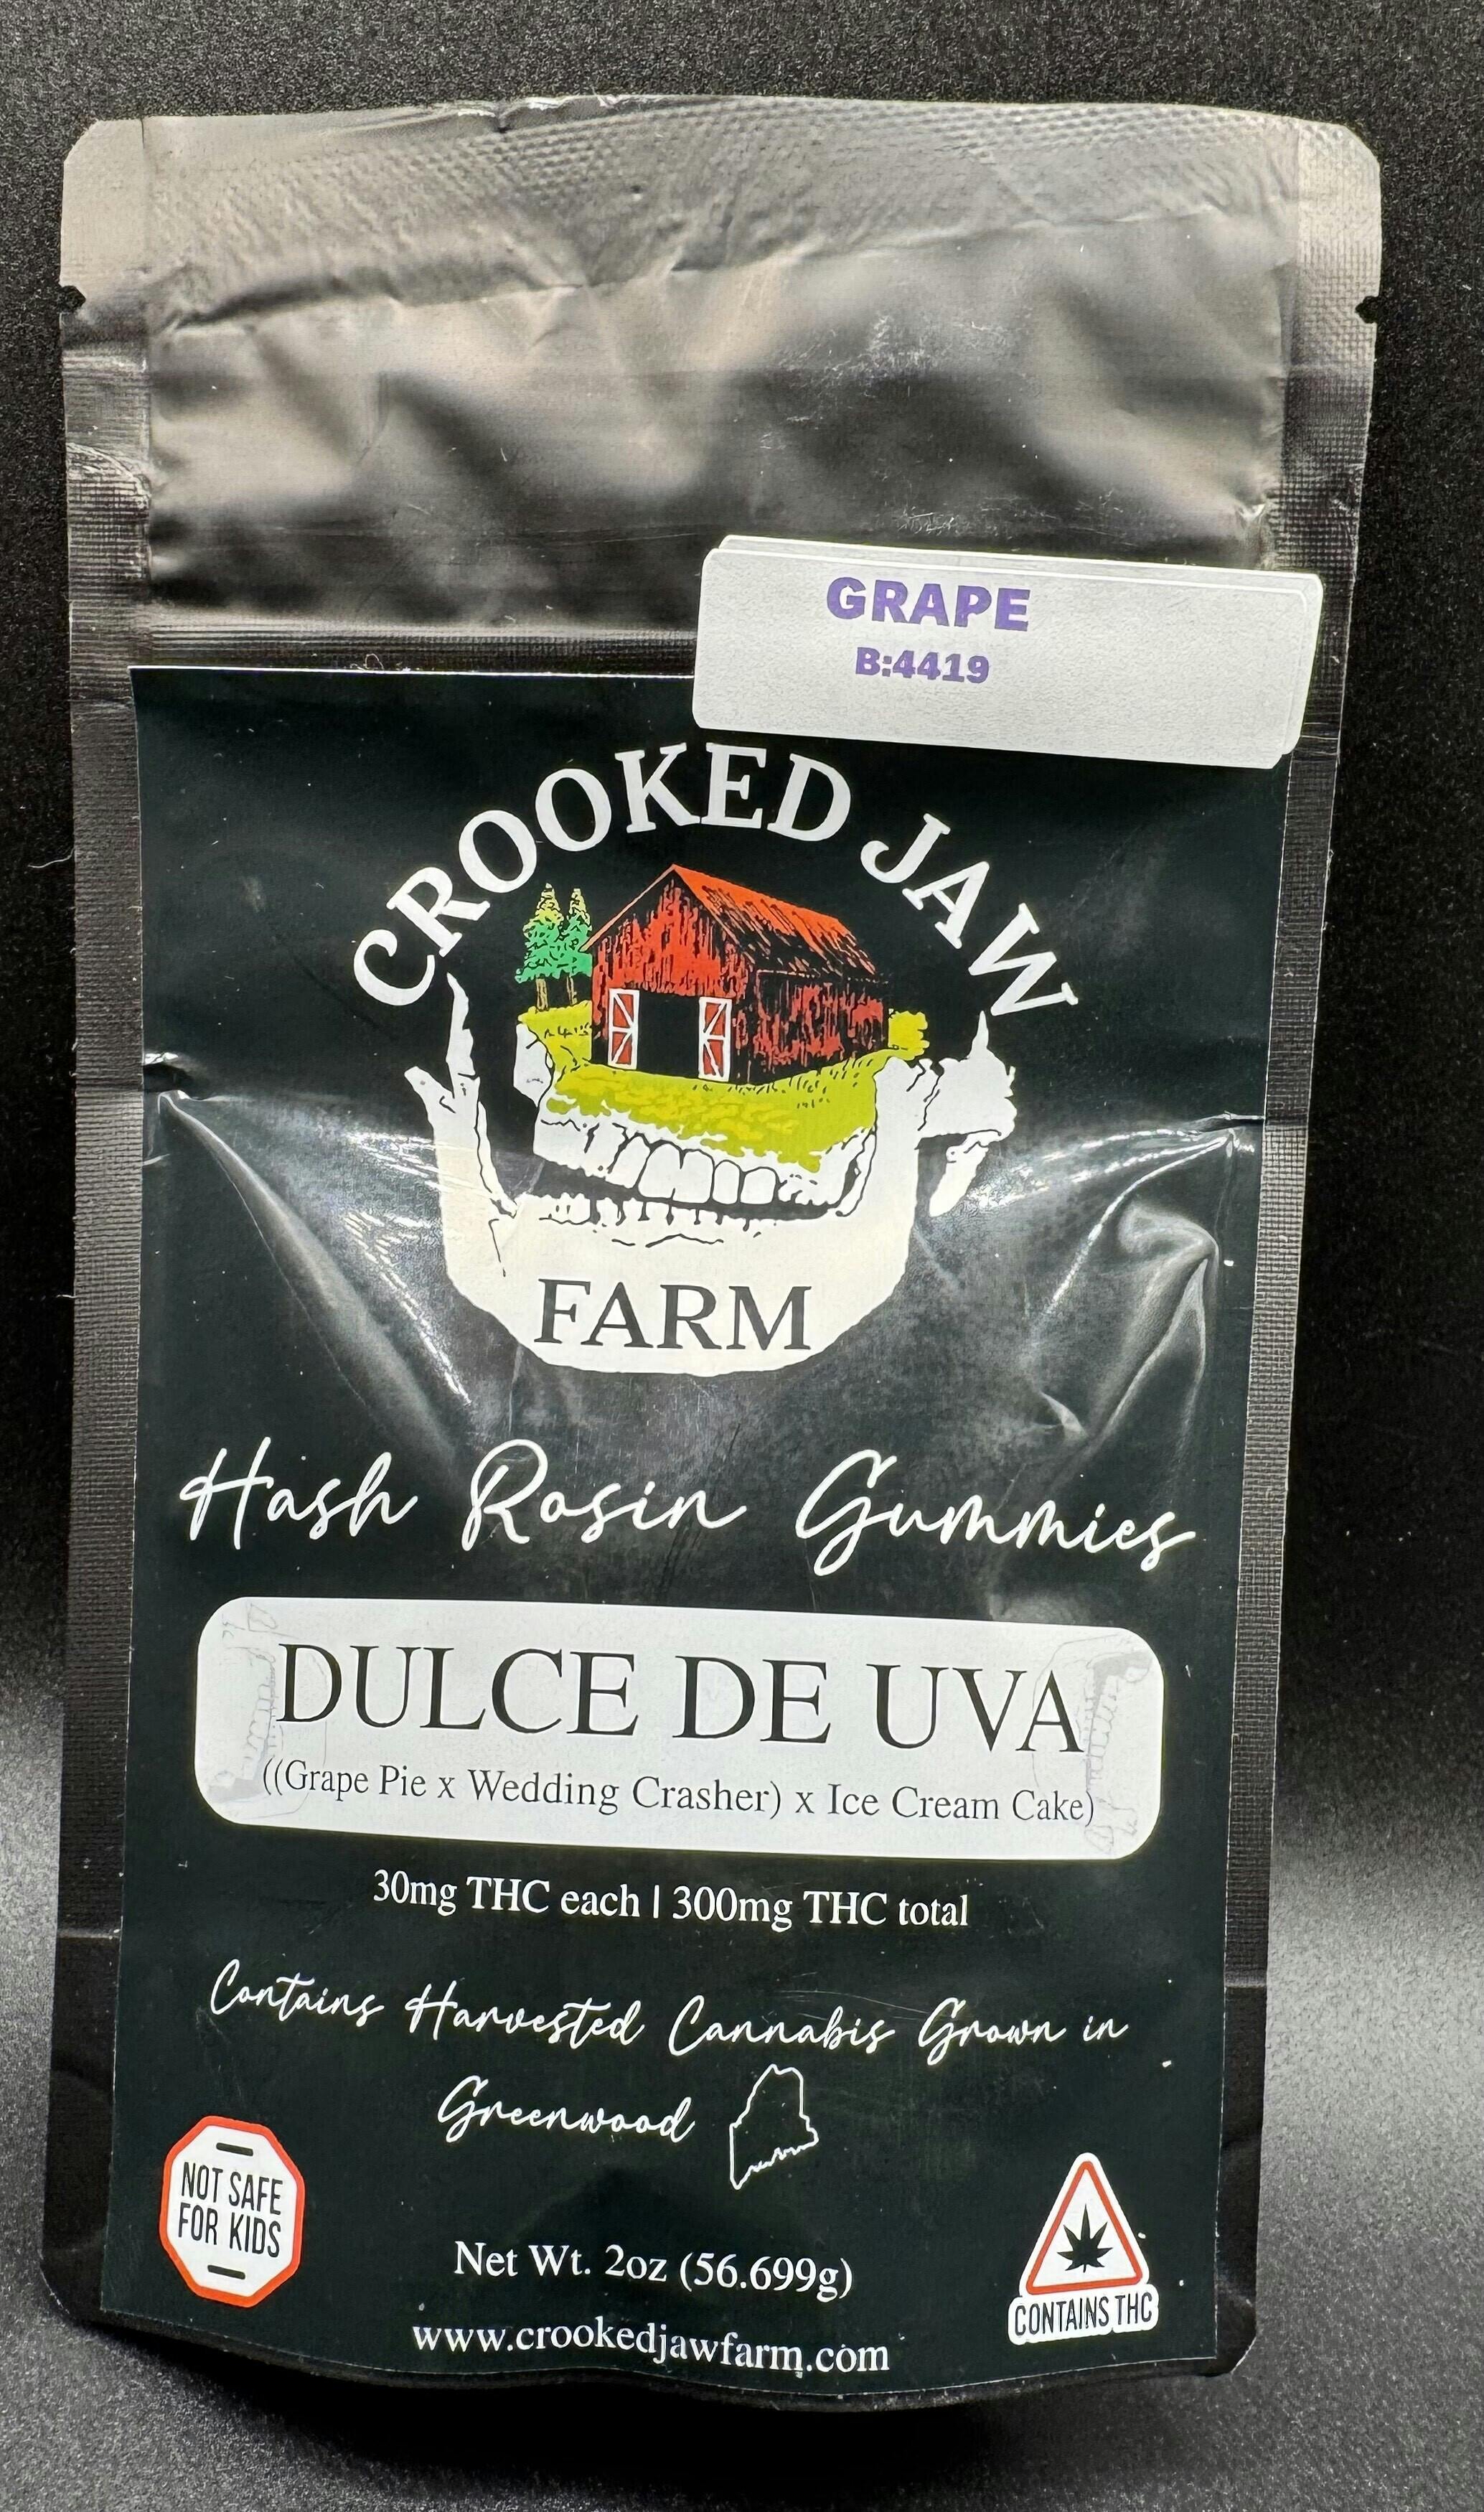 GRAPE
B:4419
CROOKED JAW
FARM
Hash Rosin Gummies
DULCE DE UVA
((Grape Pie x Wedding Crasher) x Ice Cream Cake)
30mg THC each | 300mg THC total
Contains Harvested Cannabis Grown in
Greenwood
NOT SAFE
FOR KIDS
Net Wt. 2oz (56.699g)
CONTAINS THC
www.crookedjawfarm.com